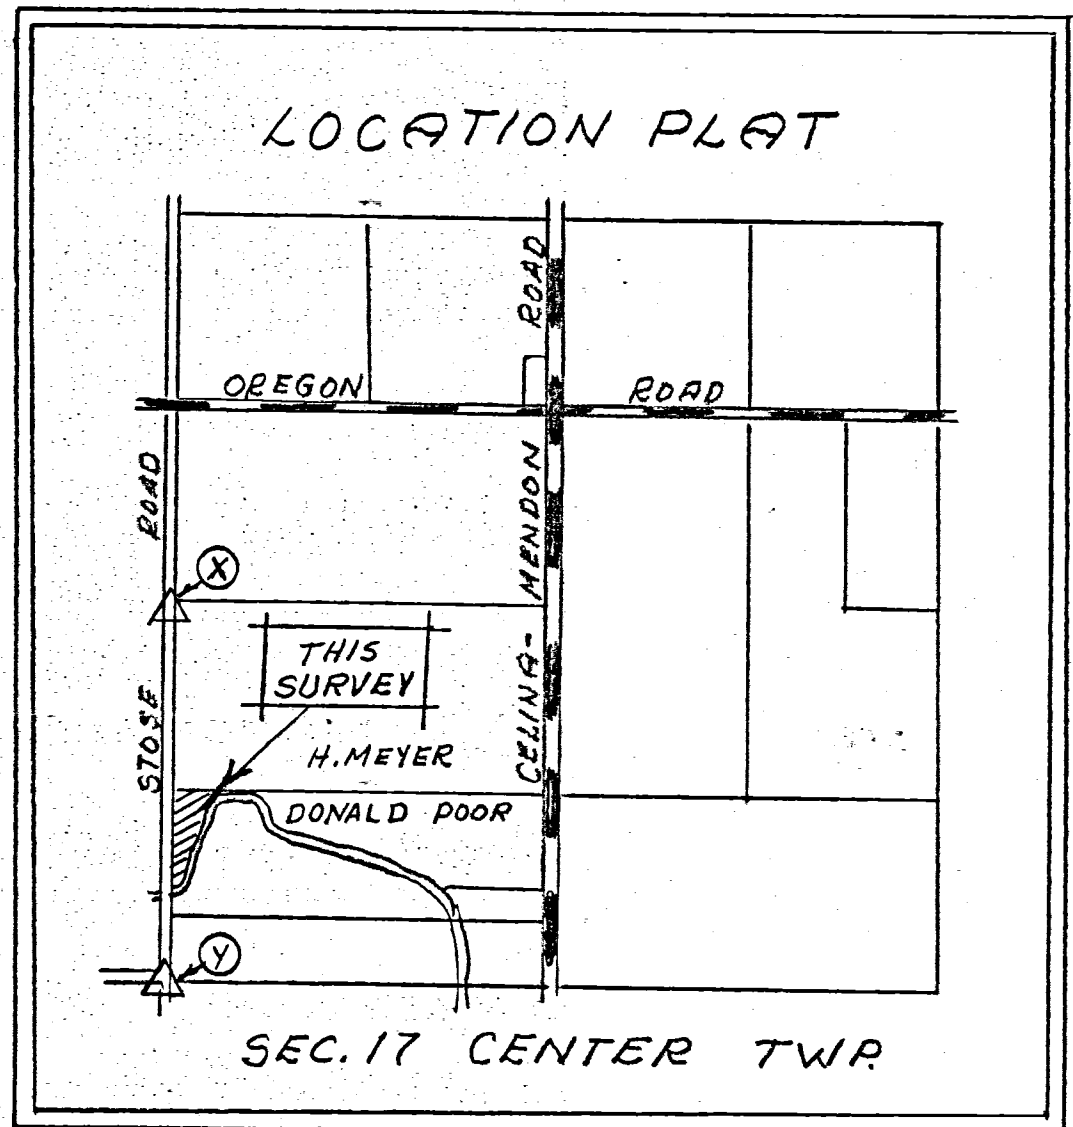 LOCATION PLAT
ROAD
OREGON
ROAD
ROAD
MENDON
X
THIS
SURVEY
STOSE
CELINA-
H. MEYER
DONALD POOR
Y
SEC. 17 CENTER TWP.